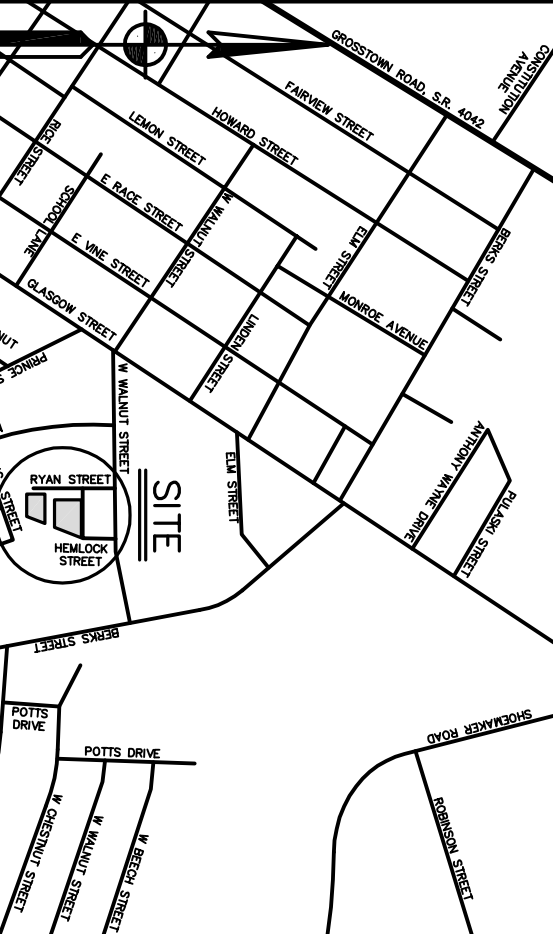 GROSSTOWN ROAD, S.R. 4042
CONSTITUTION
AVENUE
FAIRVIEW STREET
HOWARD STREET
LEMON STREET
RICE STREET
E RACE STREET
W WALNUT STREET
SCHOOL LANE
E VINE STREET
ELM STREET
BERKS STREET
GLASGOW STREET
MONROE AVENUE
LINDEN STREET
NUT
PRINCE S
W WALNUT STREET
ELM STREET
ANTHONY WAYNE DRIVE
PULASKI STREET
RYAN STREET
SITE
S STREET
HEMLOCK
STREET
BERKS STREET
POTTS
DRIVE
SHOEMAKER ROAD
POTTS DRIVE
W CHESTNUT STREET
W WALNUT STREET
W BEECH STREET
ROBINSON STREET